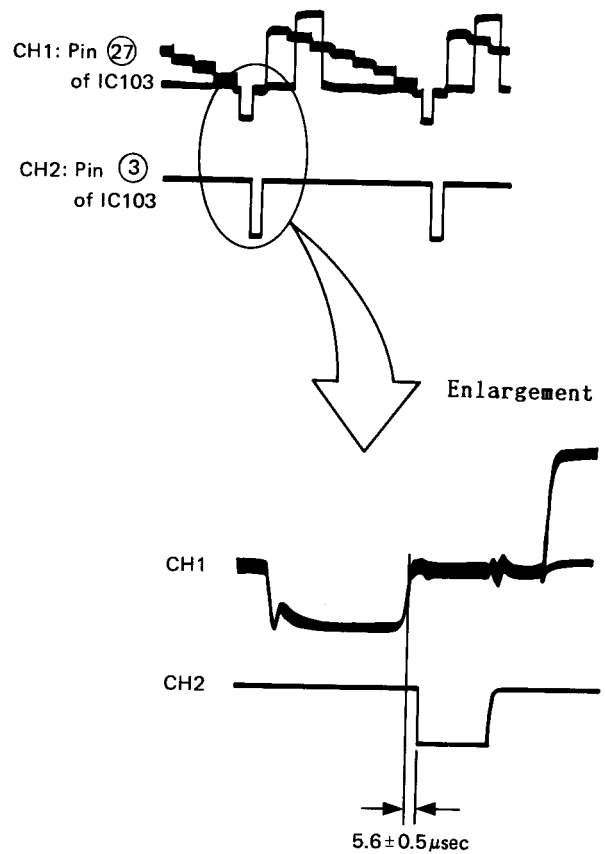 CH1: Pin 27
of IC103
CH2: Pin 3
of IC103
Enlargement
CH1
CH2
5.6±0.5μsec